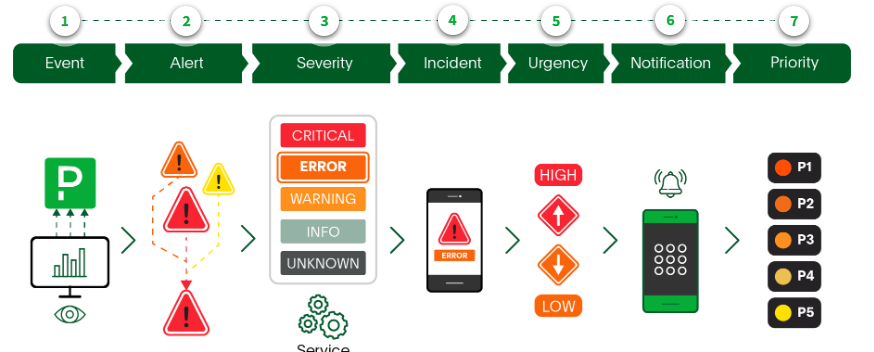 1 2 3 4 5 6 7
Event Alert Severity Incident Urgency Notification Priority
CRITICAL
ERROR
WARNING
INFO
UNKNOWN
Service
P
!
!
!
!
!
ERROR
HIGH
LOW
P1
P2
P3
P4
P5